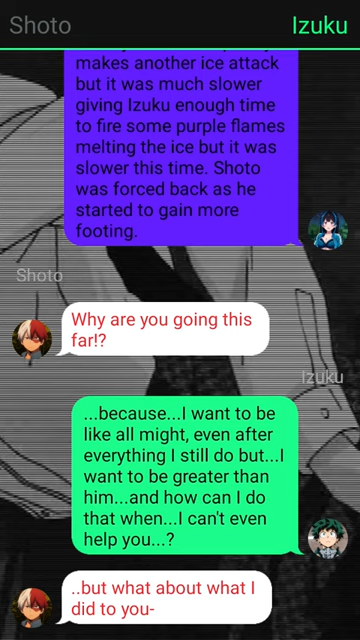 Shoto
Izuku
makes another ice attack
but it was much slower
giving Izuku enough time
to fire some purple flames
melting the ice but it was
slower this time. Shoto
was forced back as he
started to gain more
footing.
Shoto
Why are you going this
far!?
Izuku
...because...I want to be
like all might, even after
everything I still do but...I
want to be greater than
him...and how can I do
that when...I can't even
help you...?
..but what about what I
did to you-